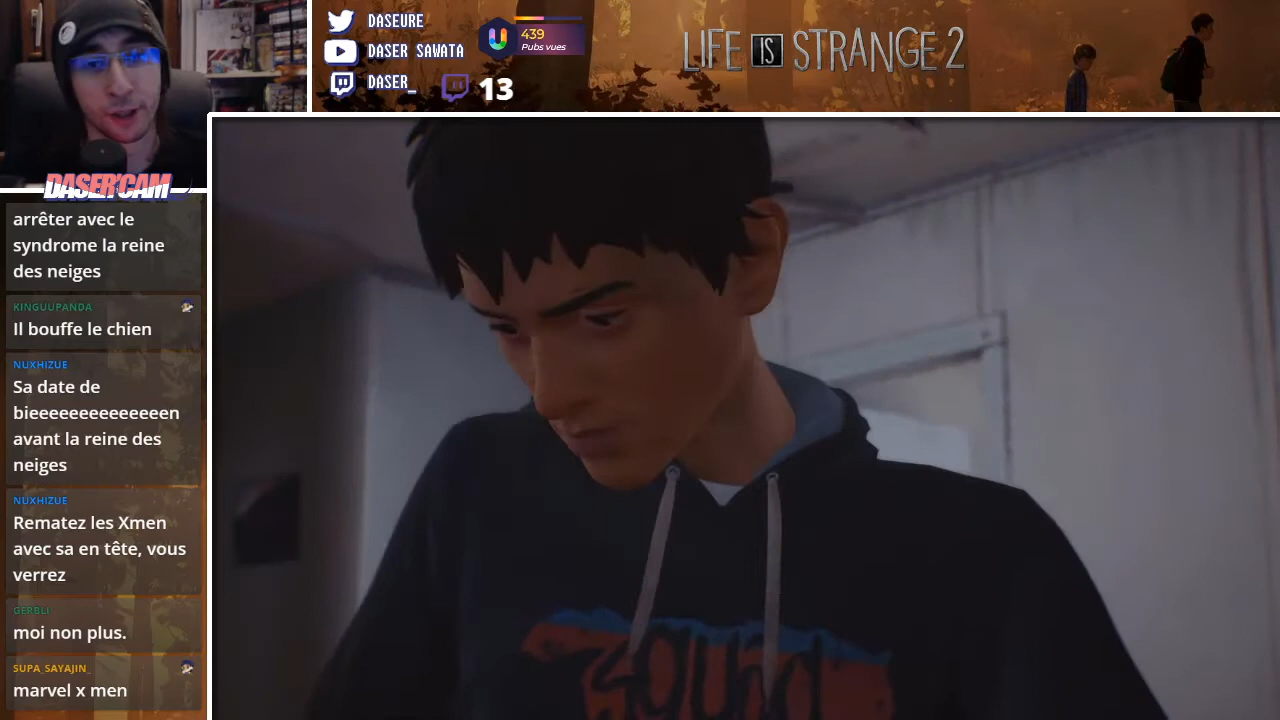 DASEURE
DASER SAWATA
DASER_
13
439
Pubs vues
LIFE IS STRANGE 2
DASER'CAM
arrêter avec le
syndrome la reine
des neiges
KINGUUPANDA
Il bouffe le chien
NUXHIZUE
Sa date de
bieeeeeeeeeeeeeen
avant la reine des
neiges
NUXHIZUE
Rematez les Xmen
avec sa en tête, vous
verrez
GERBLI
moi non plus.
SUPA_SAYAJIN_
marvel x men